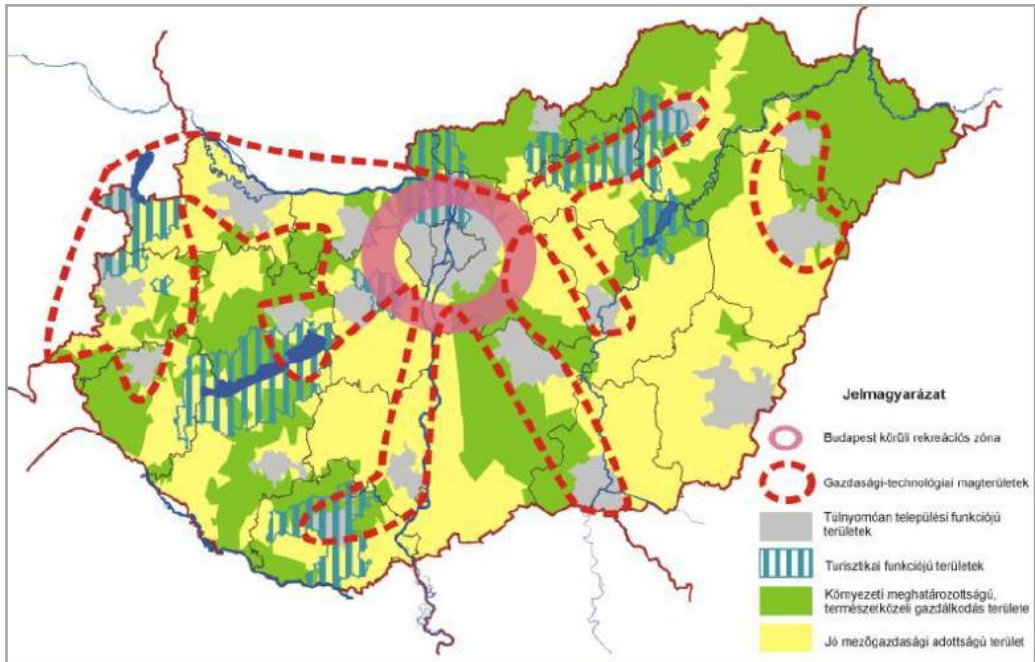 Jelmagyarázat
Budapest körüli rekreációs zóna
Gazdasági-technológiai magterületek
Túlnyomóan települési funkciójú
területek
Turisztikai funkciójú területek
Környezeti meghatározottságú,
természetközeli gazdálkodás területe
Jó mezõgazdasági adottságú terület